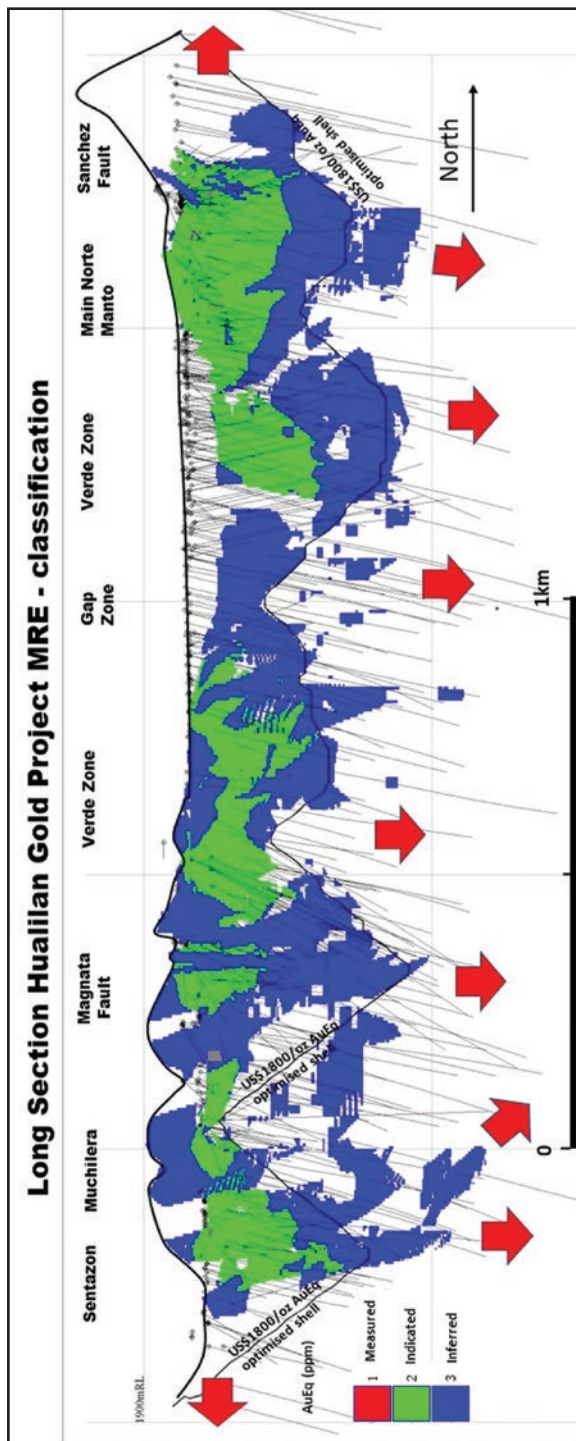 Long Section Hualilan Gold Project MRE - classification
Sentazon
Muchilera
Magnata
Fault
Verde Zone
Gap
Zone
Verde Zone
Main Norte
Manto
Sanchez
Fault
1900mRL
US$1800/oz AuEq
optimised shell
US$1800/oz AuEq
optimised shell
US$1800/oz AuEq
optimised shell
North
AuEq (ppm)
1 Measured
2 Indicated
3 Inferred
0
1km